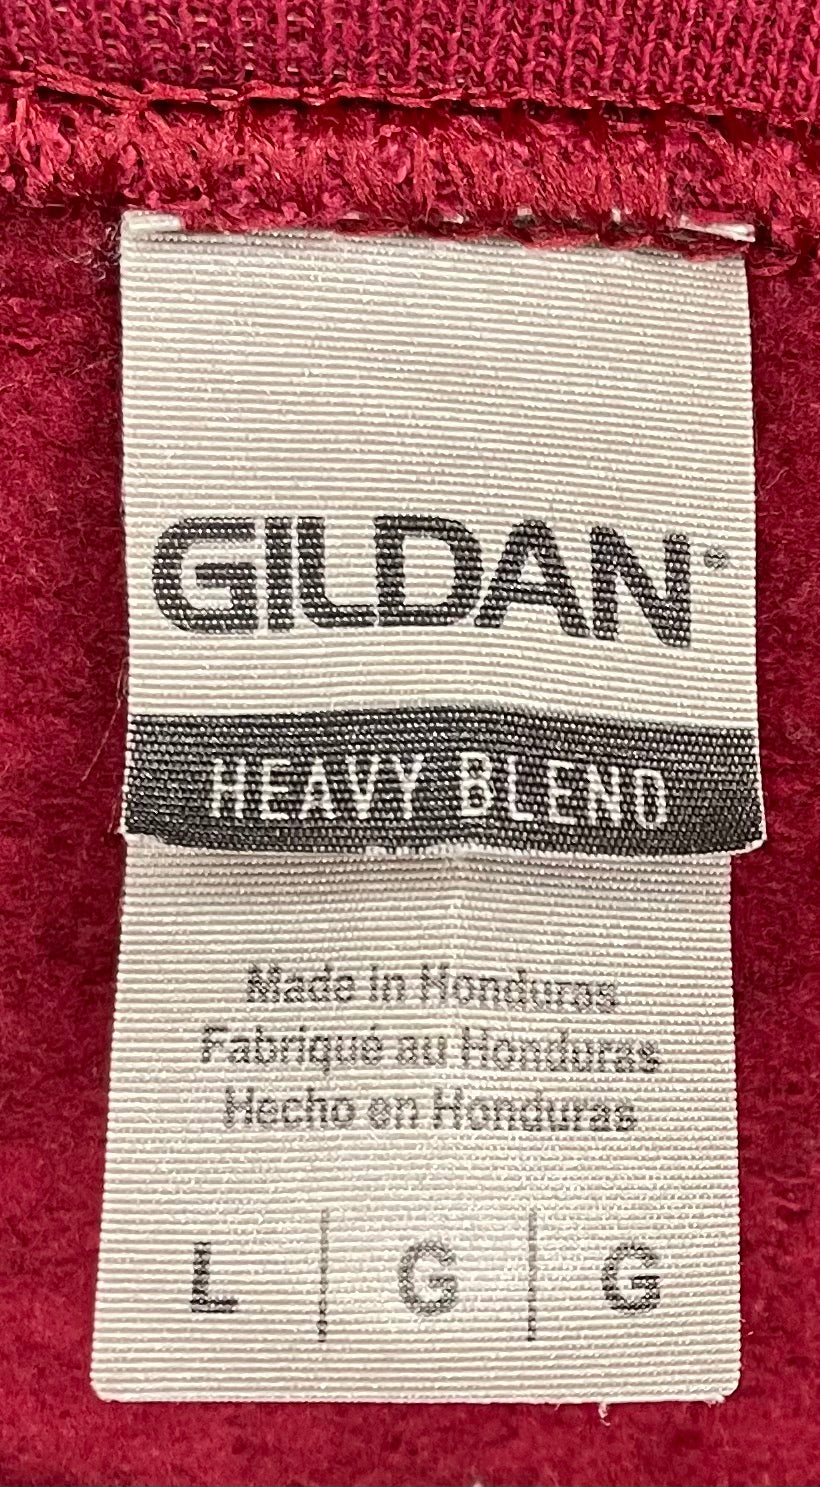 GILDAN®
HEAVY BLEND
Made in Honduras
Fabriqué au Honduras
Hecho en Honduras
L | G | G